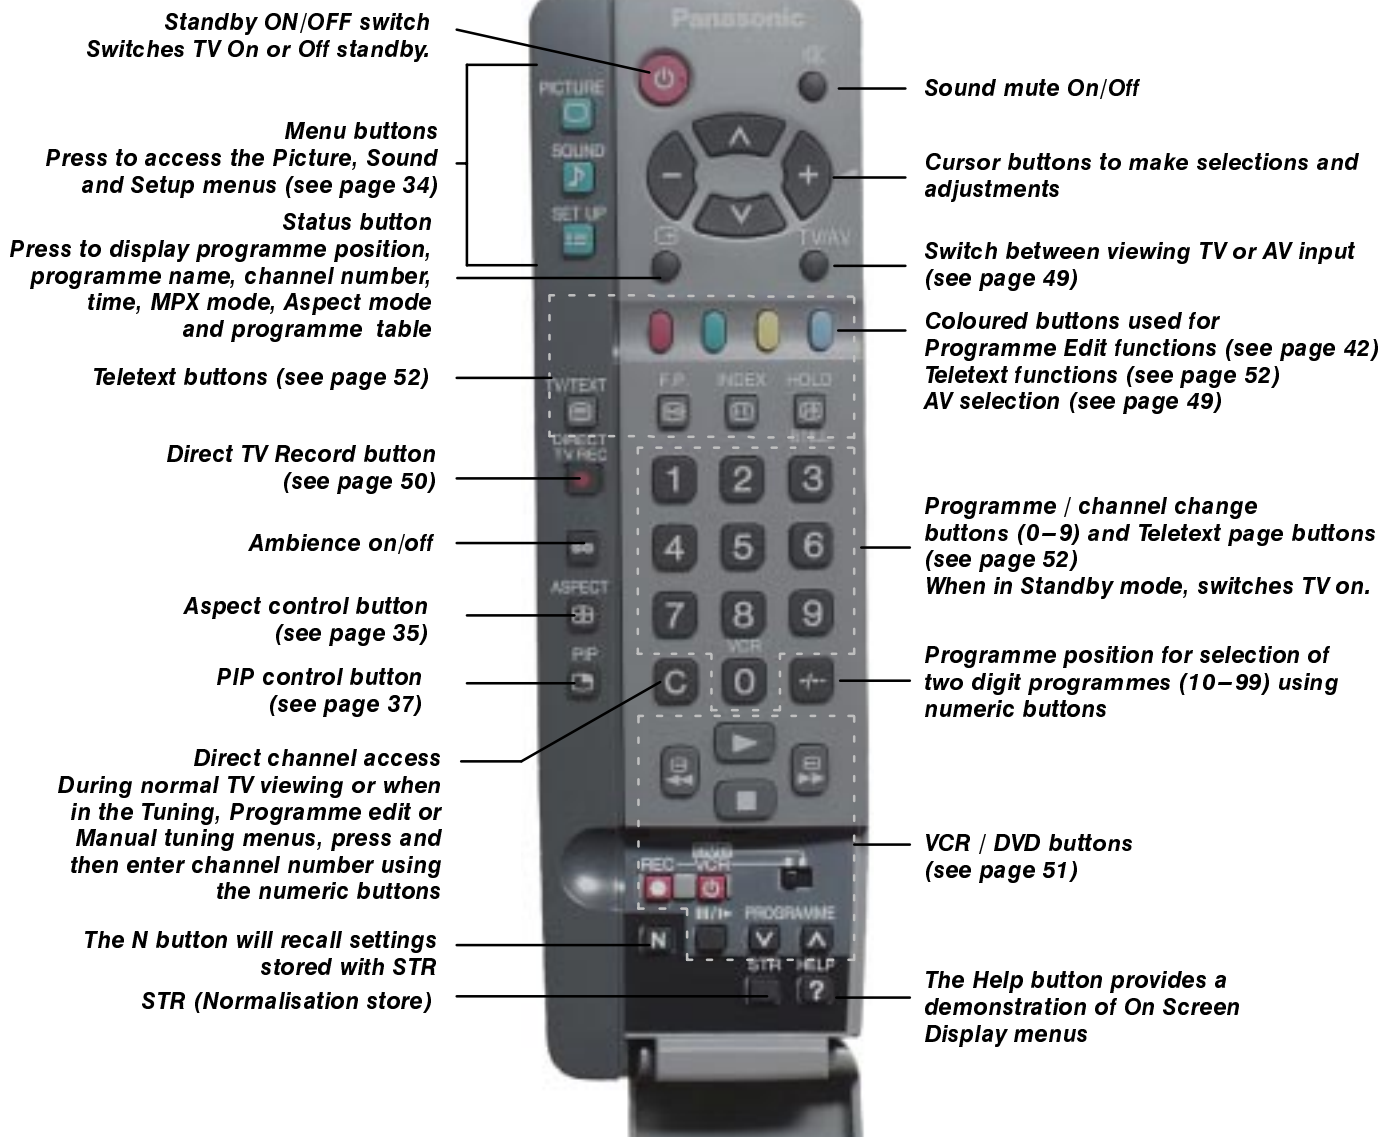 Standby ON/OFF switch
Switches TV On or Off standby.
Menu buttons
Press to access the Picture, Sound
and Setup menus (see page 34)
Status button
Press to display programme position,
programme name, channel number,
time, MPX mode, Aspect mode
and programme table
Teletext buttons (see page 52)
Direct TV Record button
(see page 50)
Ambience on/off
Aspect control button
(see page 35)
PIP control button
(see page 37)
Direct channel access
During normal TV viewing or when
in the Tuning, Programme edit or
Manual tuning menus, press and
then enter channel number using
the numeric buttons
The N button will recall settings
stored with STR
STR (Normalisation store)
Panasonic
PICTURE
SOUND
SET UP
TV/AV
TV/TEXT
F.P.
INDEX
HOLD
DIRECT
TV REC
1
2
3
4
5
6
ASPECT
7
8
9
VCR
PIP
C
0
-/--
REC
VCR
PROGRAMME
N
STR
HELP
?
Sound mute On/Off
Cursor buttons to make selections and
adjustments
Switch between viewing TV or AV input
(see page 49)
Coloured buttons used for
Programme Edit functions (see page 42)
Teletext functions (see page 52)
AV selection (see page 49)
Programme / channel change
buttons (0–9) and Teletext page buttons
(see page 52)
When in Standby mode, switches TV on.
Programme position for selection of
two digit programmes (10–99) using
numeric buttons
VCR / DVD buttons
(see page 51)
The Help button provides a
demonstration of On Screen
Display menus